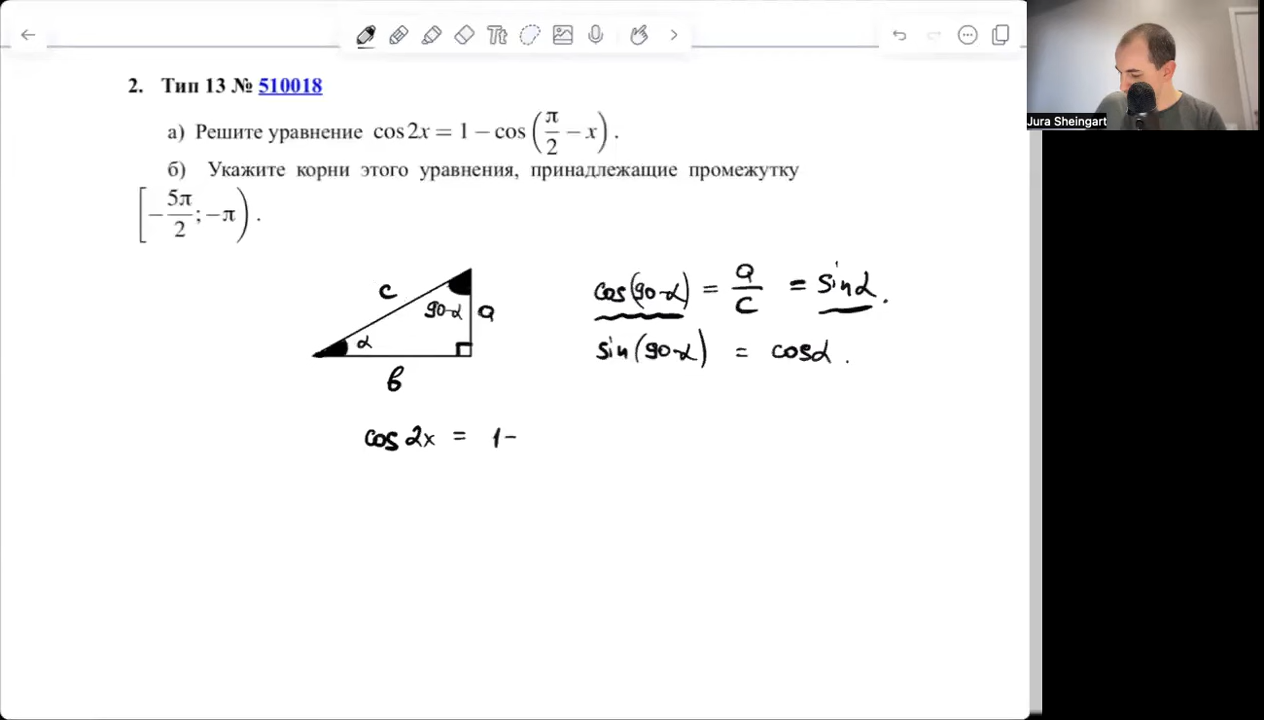 Tt
Jura Sheingart
2. Тип 13 № 510018
а) Решите уравнение cos 2x = 1 − cos (π/2 − x) .
б) Укажите корни этого уравнения, принадлежащие промежутку
[−5π/2; −π) .
c
90-α
a
α
b
cos(90-α) = a/c = sinα.
sin(90-α) = cosα.
cos 2x = 1-